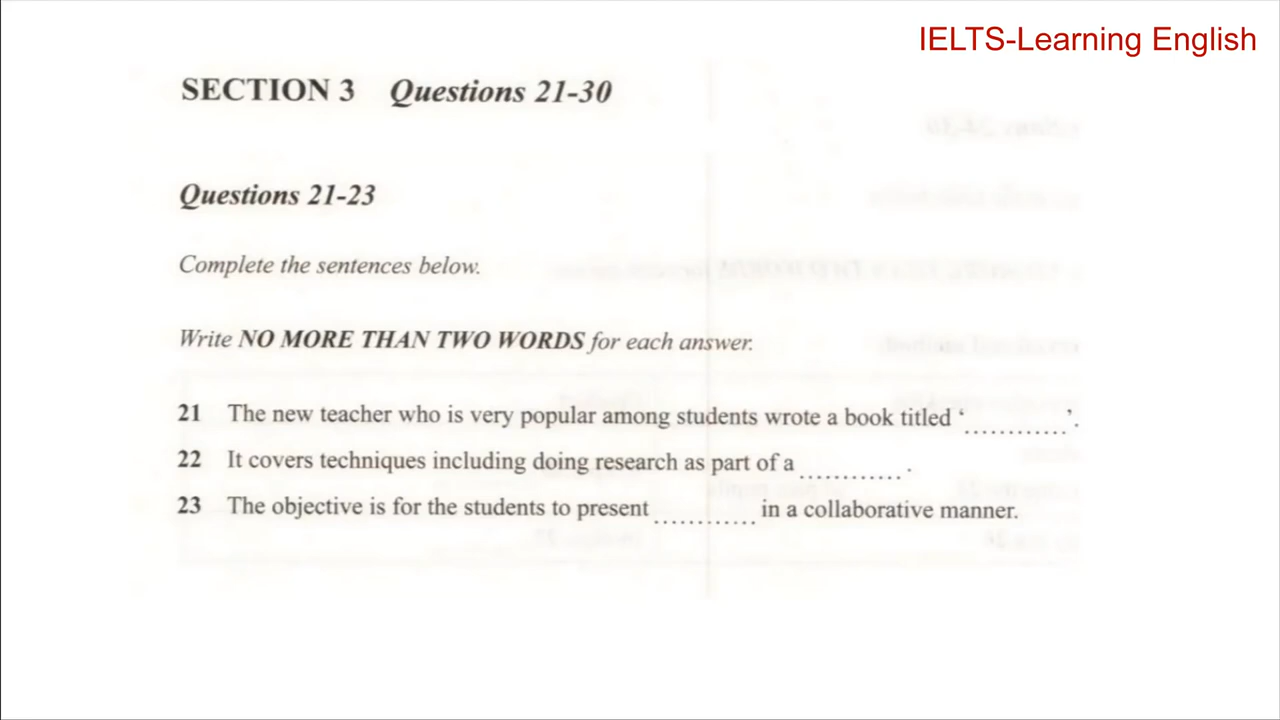 IELTS-Learning English
SECTION 3 Questions 21-30
Questions 21-23
Complete the sentences below.
Write NO MORE THAN TWO WORDS for each answer.
21 The new teacher who is very popular among students wrote a book titled ‘............’.
22 It covers techniques including doing research as part of a ............ .
23 The objective is for the students to present ............ in a collaborative manner.